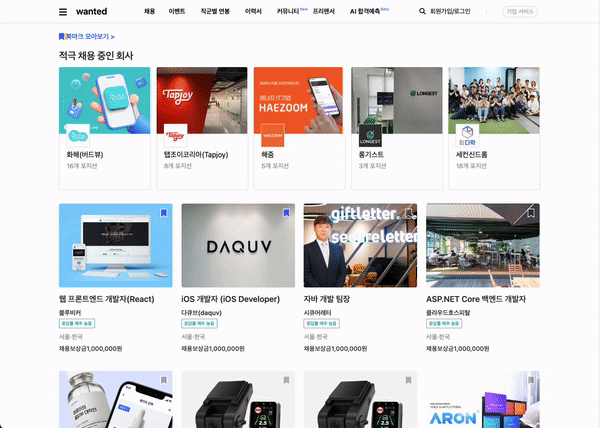 wanted
채용 이벤트 직군별 연봉 이력서 커뮤니티 New 프리랜서 AI 합격예측 Beta
회원가입/로그인
기업 서비스
북마크 모아보기 >
적극 채용 중인 회사
Tapjoy
HAEZOOM
LONGEST
Tapjoy
HAEZOOM
LONGEST
화해(버드뷰)
탭조이코리아(Tapjoy)
해줌
롱기스트
세컨신드롬
16개 포지션
8개 포지션
5개 포지션
3개 포지션
18개 포지션
DAQUV
giftletter.
secureletter
웹 프론트엔드 개발자(React)
블루비커
응답률 매우 높음
서울·한국
채용보상금1,000,000원
iOS 개발자 (iOS Developer)
다큐브(daquv)
응답률 매우 높음
서울·한국
채용보상금1,000,000원
자바 개발 팀장
시큐어레터
응답률 매우 높음
서울·한국
채용보상금1,000,000원
ASP.NET Core 백엔드 개발자
클라우드호스피탈
응답률 매우 높음
서울·한국
채용보상금1,000,000원
2.5
2.5
ARON